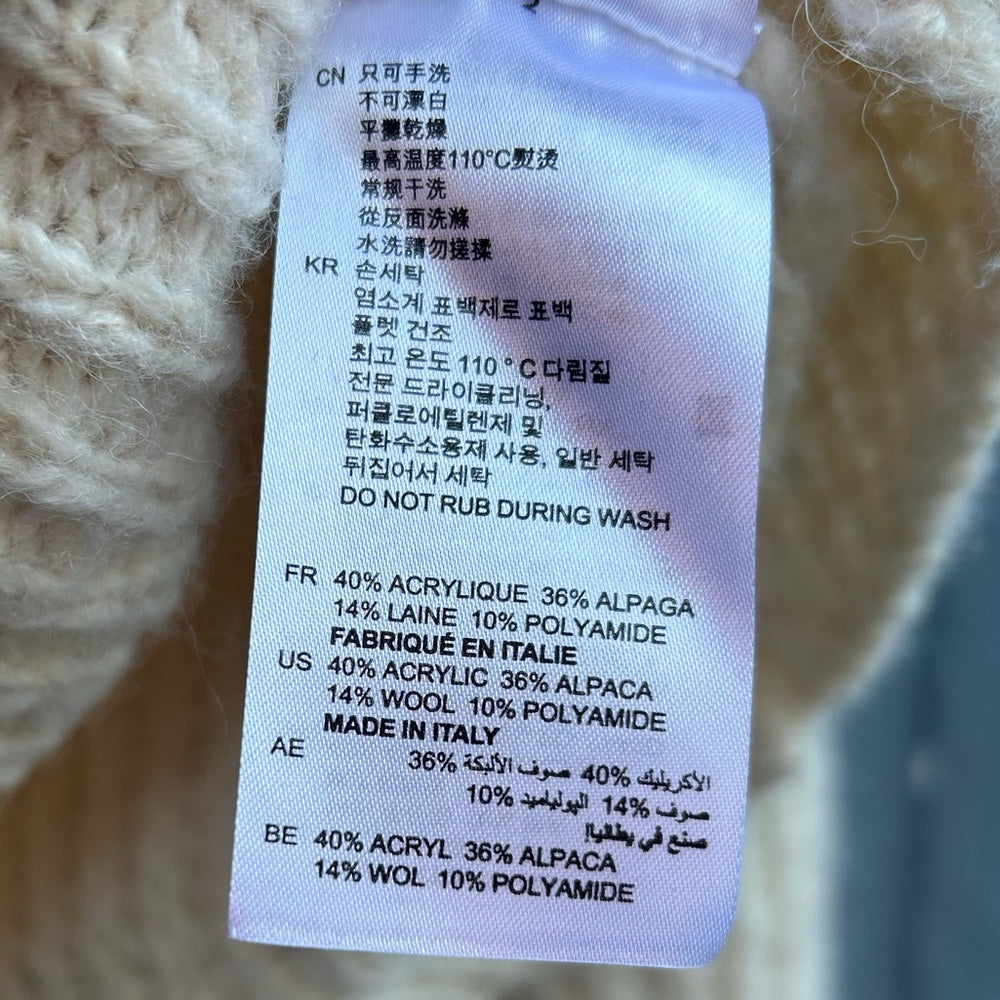 CN 只可手洗
不可漂白
平攤乾燥
最高温度110°C熨烫
常规干洗
從反面洗滌
水洗請勿搓揉
KR 손세탁
염소계 표백제로 표백
플렛 건조
최고 온도 110 ° C 다림질
전문 드라이클리닝,
퍼클로에틸렌제 및
탄화수소용제 사용, 일반 세탁
뒤집어서 세탁
DO NOT RUB DURING WASH
FR 40% ACRYLIQUE 36% ALPAGA
14% LAINE 10% POLYAMIDE
FABRIQUÉ EN ITALIE
US 40% ACRYLIC 36% ALPACA
14% WOOL 10% POLYAMIDE
MADE IN ITALY
AE الأكريليك 40% صوف الألبكة 36%
صوف 14% البولياميد 10%
صنع في
BE 40% ACRYL 36% ALPACA
14% WOL 10% POLYAMIDE